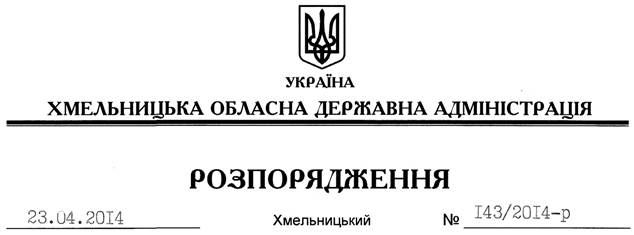 УКРАЇНА
ХМЕЛЬНИЦЬКА ОБЛАСНА ДЕРЖАВНА АДМІНІСТРАЦІЯ
РОЗПОРЯДЖЕННЯ
23.04.2014 Хмельницький № 143/2014-р